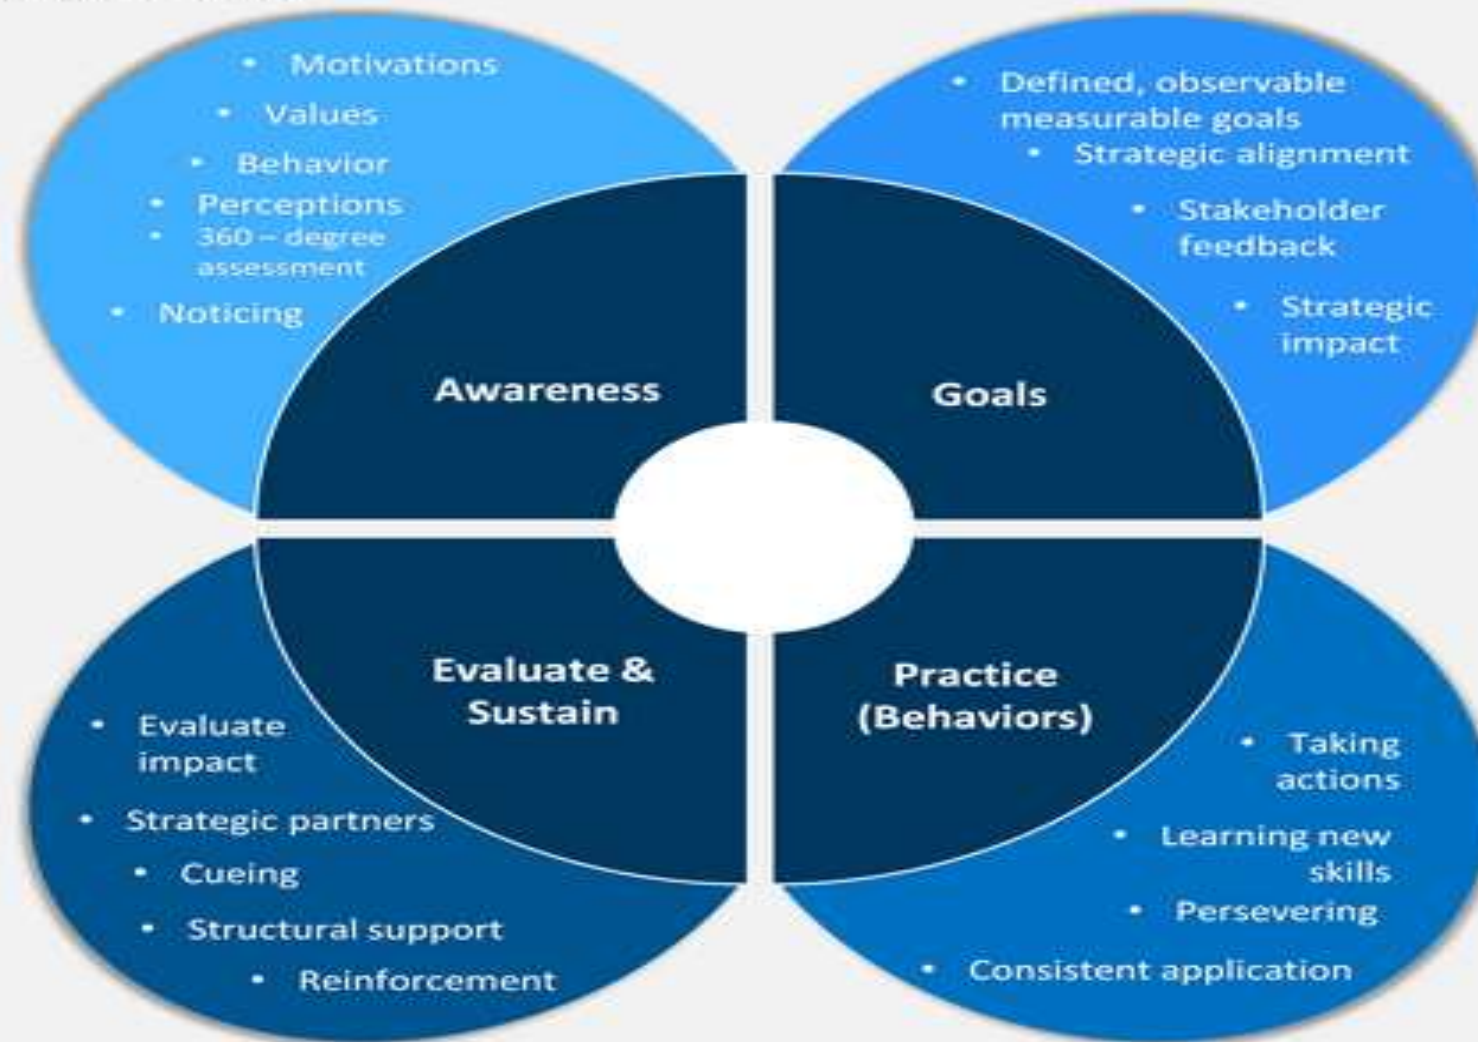 • Motivations
• Values
• Behavior
• Perceptions
• 360 – degree
assessment
• Noticing
Awareness
• Defined, observable
measurable goals
• Strategic alignment
• Stakeholder
feedback
• Strategic
impact
Goals
Evaluate &
Sustain
• Evaluate
impact
• Strategic partners
• Cueing
• Structural support
• Reinforcement
Practice
(Behaviors)
• Taking
actions
• Learning new
skills
• Persevering
• Consistent application